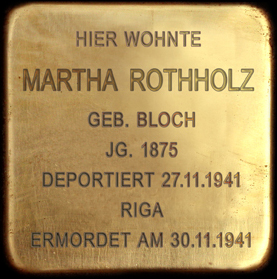 HIER WOHNTE
MARTHA ROTHHOLZ
GEB. BLOCH
JG. 1875
DEPORTIERT 27.11.1941
RIGA
ERMORDET AM 30.11.1941